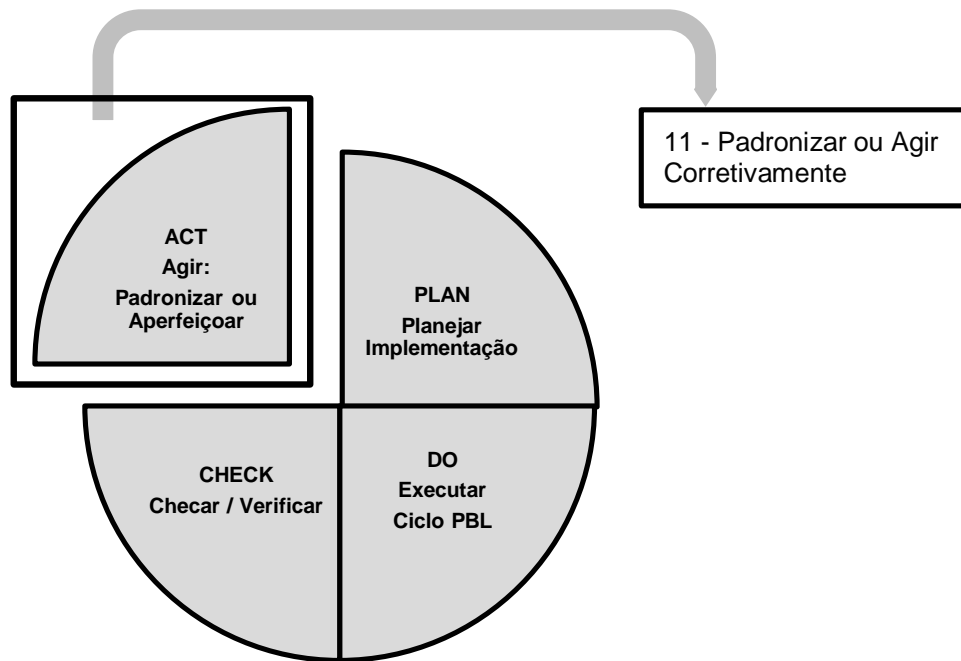 11 - Padronizar ou Agir
Corretivamente
ACT
Agir:
Padronizar ou
Aperfeiçoar
PLAN
Planejar
Implementação
CHECK
Checar / Verificar
DO
Executar
Ciclo PBL